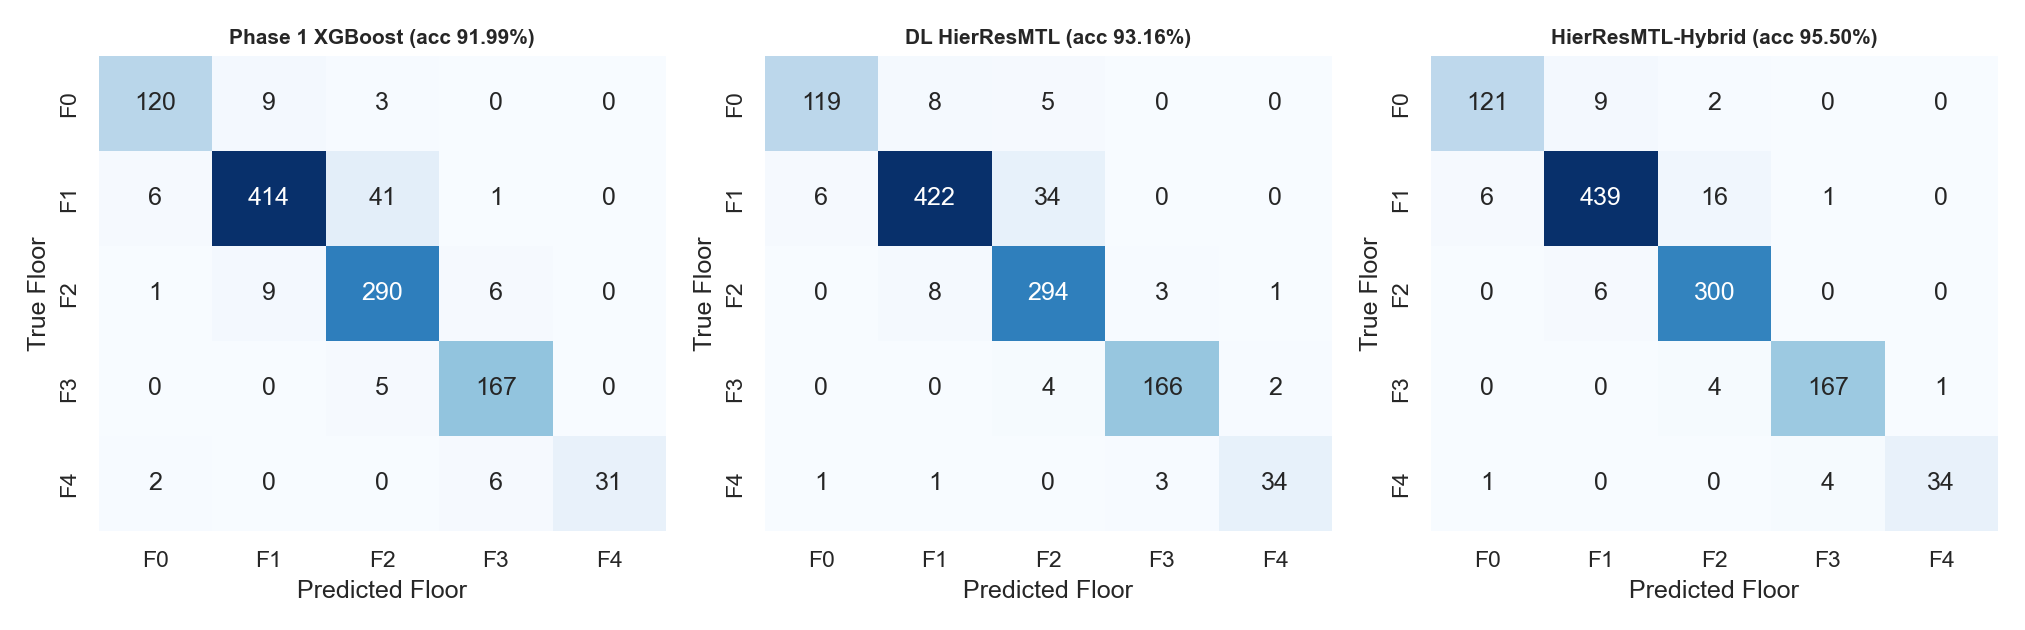 Phase 1 XGBoost (acc 91.99%)
True Floor
F0 120 9 3 0 0
F1 6 414 41 1 0
F2 1 9 290 6 0
F3 0 0 5 167 0
F4 2 0 0 6 31
F0 F1 F2 F3 F4
Predicted Floor
DL HierResMTL (acc 93.16%)
True Floor
F0 119 8 5 0 0
F1 6 422 34 0 0
F2 0 8 294 3 1
F3 0 0 4 166 2
F4 1 1 0 3 34
F0 F1 F2 F3 F4
Predicted Floor
HierResMTL-Hybrid (acc 95.50%)
True Floor
F0 121 9 2 0 0
F1 6 439 16 1 0
F2 0 6 300 0 0
F3 0 0 4 167 1
F4 1 0 0 4 34
F0 F1 F2 F3 F4
Predicted Floor